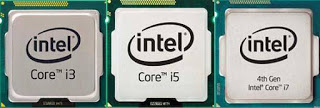 intel
Core™ i3
intel
Core™ i5
intel
4th Gen
Intel® Core™ i7